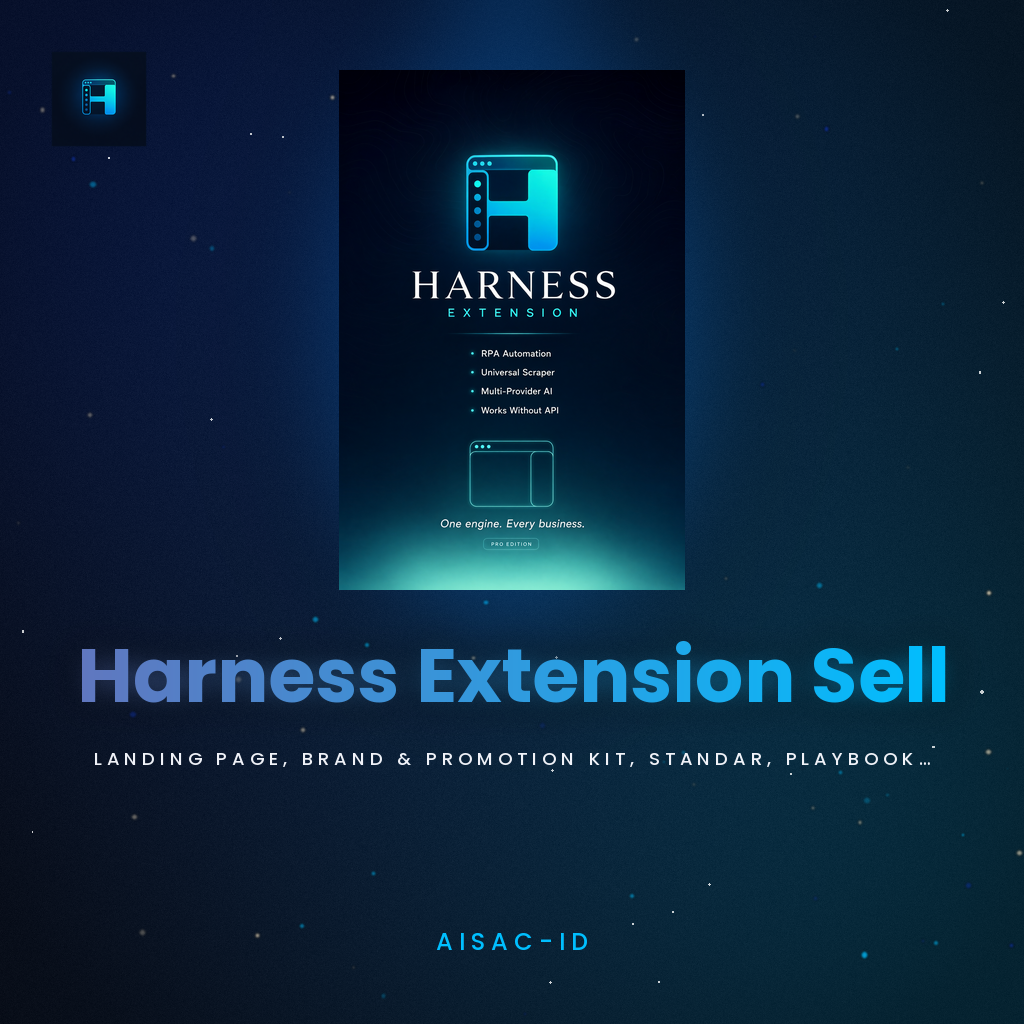 HARNESS
EXTENSION
• RPA Automation
• Universal Scraper
• Multi-Provider AI
• Works Without API
One engine. Every business.
PRO EDITION
Harness Extension Sell
LANDING PAGE, BRAND & PROMOTION KIT, STANDAR, PLAYBOOK…
AISAC-ID